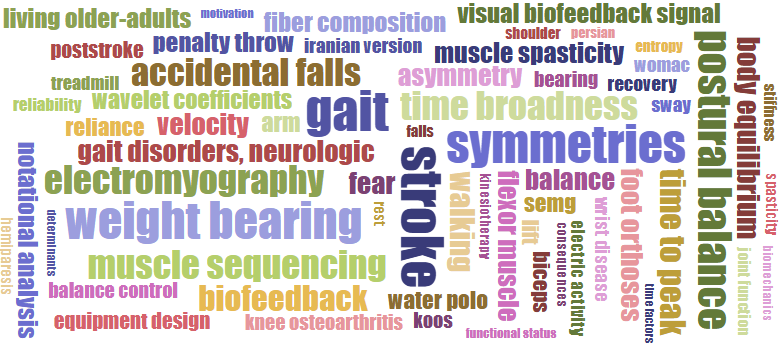 living older-adults
motivation
fiber composition
visual biofeedback signal
poststroke
penalty throw
iranian version
shoulder
persian
muscle spasticity
entropy
womac
treadmill
accidental falls
asymmetry
bearing
recovery
reliability
wavelet coefficients
gait
time broadness
sway
reliance
velocity
arm
falls
symmetries
gait disorders, neurologic
electromyography
fear
stroke
balance
semg
weight bearing
rest
walking
kinesiotherapy
flexor muscle
lift
biceps
consequences
electric activity
wrist disease
foot orthoses
time factors
time to peak
postural balance
body equilibrium
stiffness
spasticity
biomechanics
joint function
hemiparesis
notational analysis
determinants
muscle sequencing
balance control
biofeedback
water polo
equipment design
knee osteoarthritis
koos
functional status